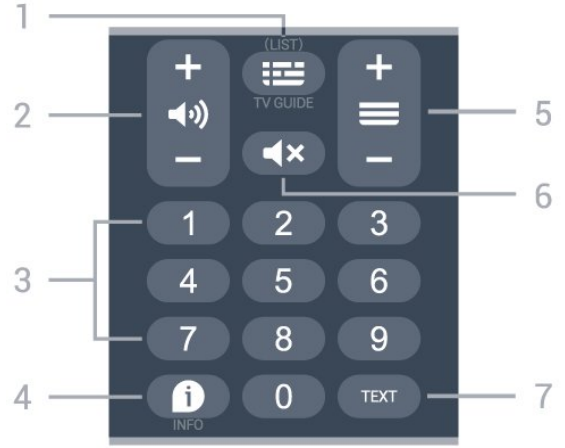 1
(LIST)
+ +
TV GUIDE
2 5
− −
6
1 2 3
3
4 5 6
7 8 9
4 i 0 TEXT 7
INFO